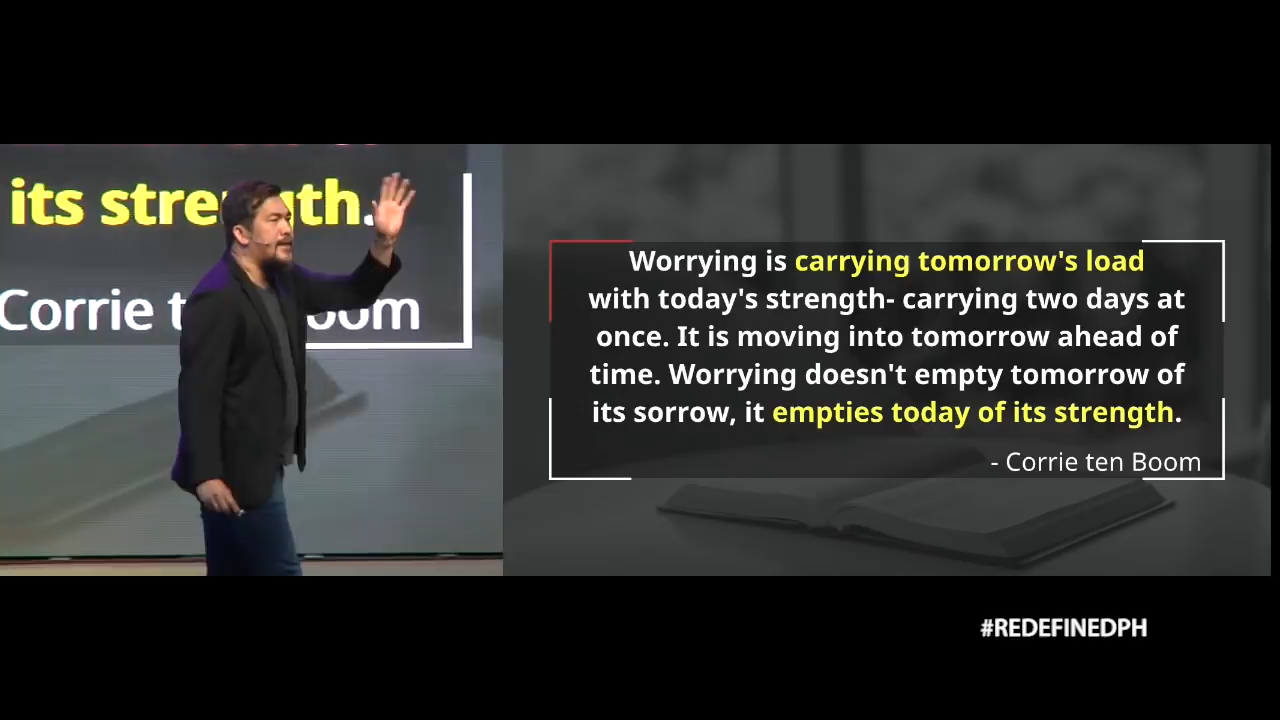 its strength.
Corrie
Worrying is carrying tomorrow's load
with today's strength- carrying two days at
once. It is moving into tomorrow ahead of
time. Worrying doesn't empty tomorrow of
its sorrow, it empties today of its strength.
- Corrie ten Boom
#REDEFINEDPH